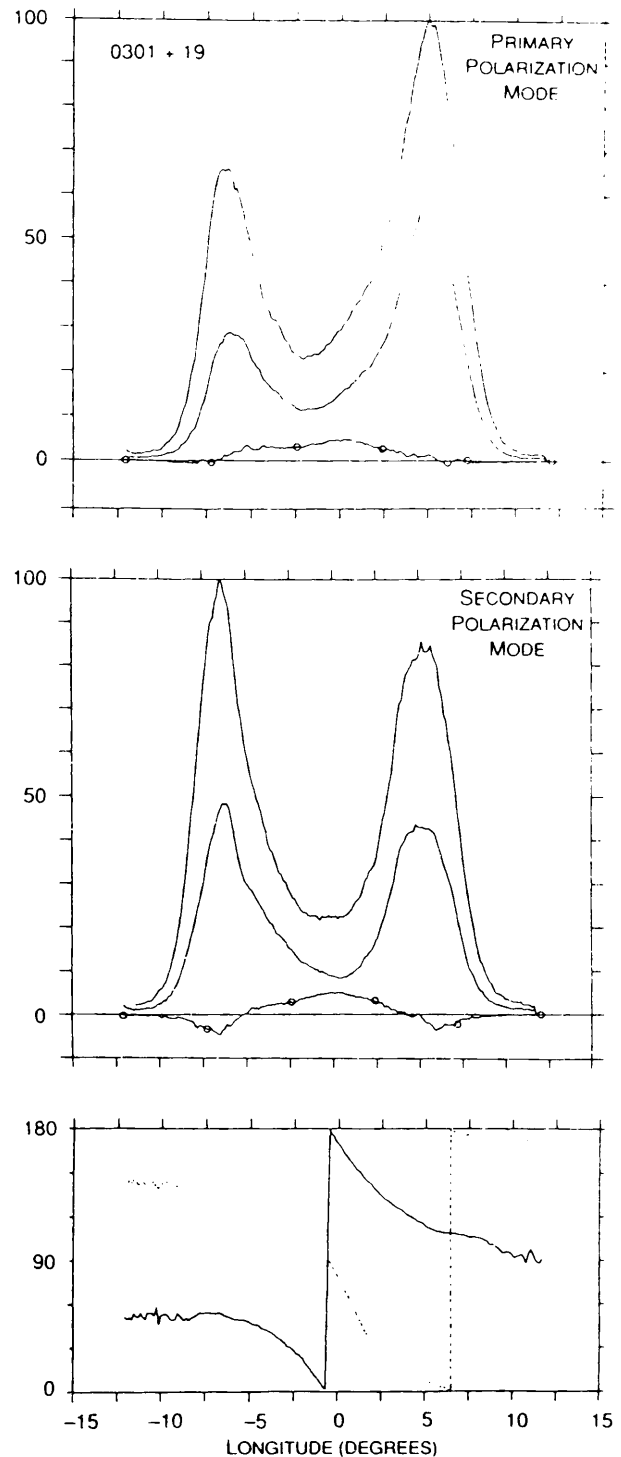 100
0301 + 19
PRIMARY
POLARIZATION
MODE
50
0
100
SECONDARY
POLARIZATION
MODE
50
0
180
90
0
-15 -10 -5 0 5 10 15
LONGITUDE (DEGREES)